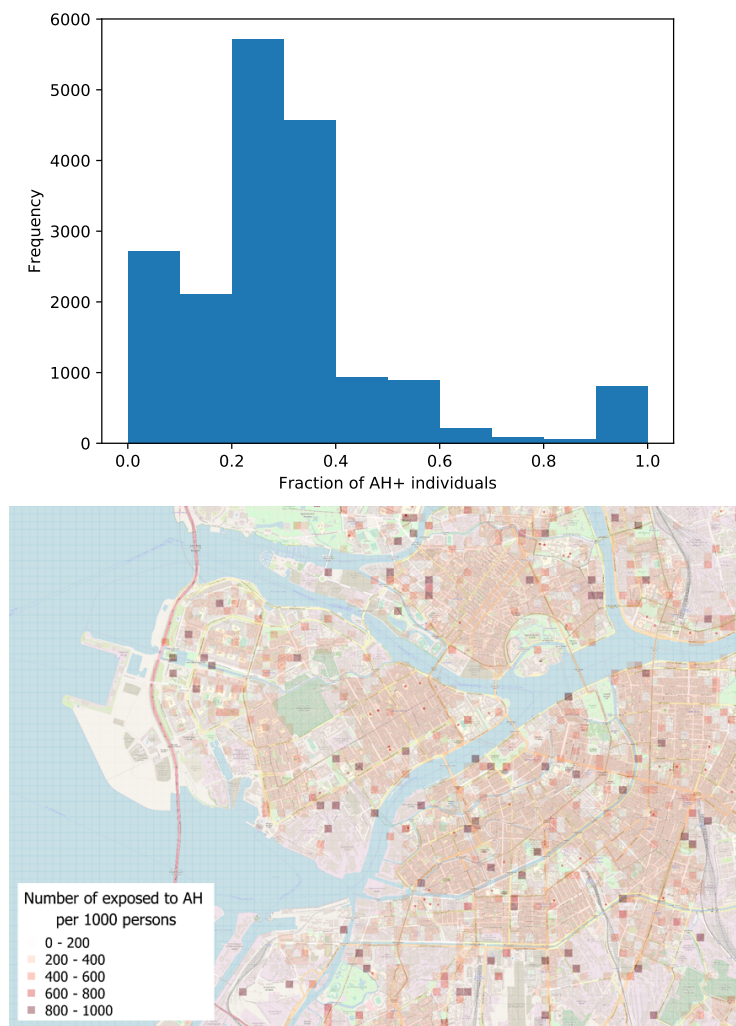 6000
5000
4000
3000
2000
1000
0
Frequency
0.0 0.2 0.4 0.6 0.8 1.0
Fraction of AH+ individuals
Number of exposed to AH
per 1000 persons
0 - 200
200 - 400
400 - 600
600 - 800
800 - 1000